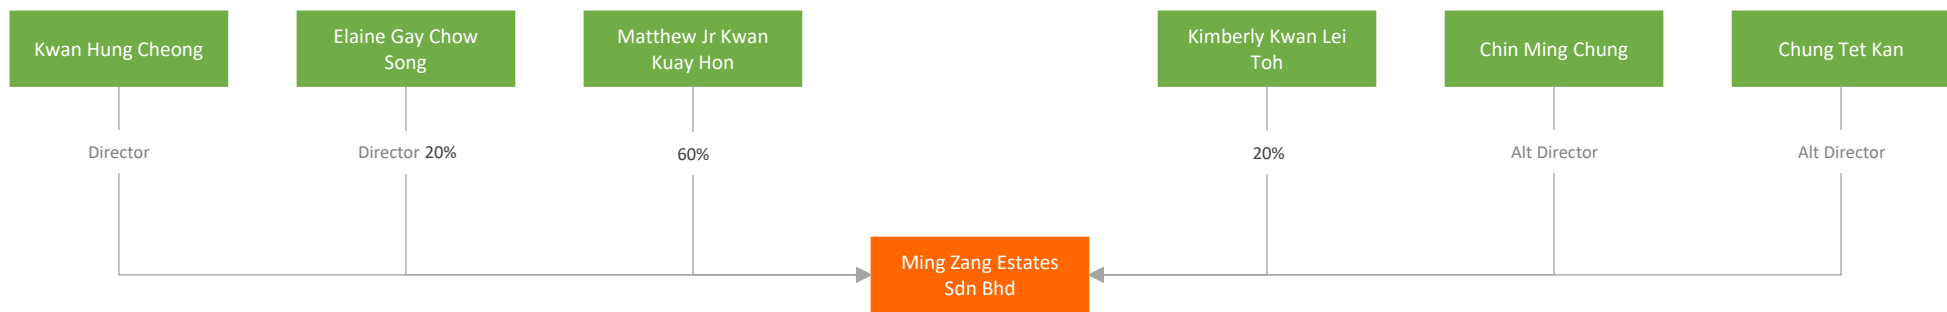 Kwan Hung Cheong
Elaine Gay Chow
Song
Matthew Jr Kwan
Kuay Hon
Kimberly Kwan Lei
Toh
Chin Ming Chung
Chung Tet Kan
Director
Director 20%
60%
20%
Alt Director
Alt Director
Ming Zang Estates
Sdn Bhd